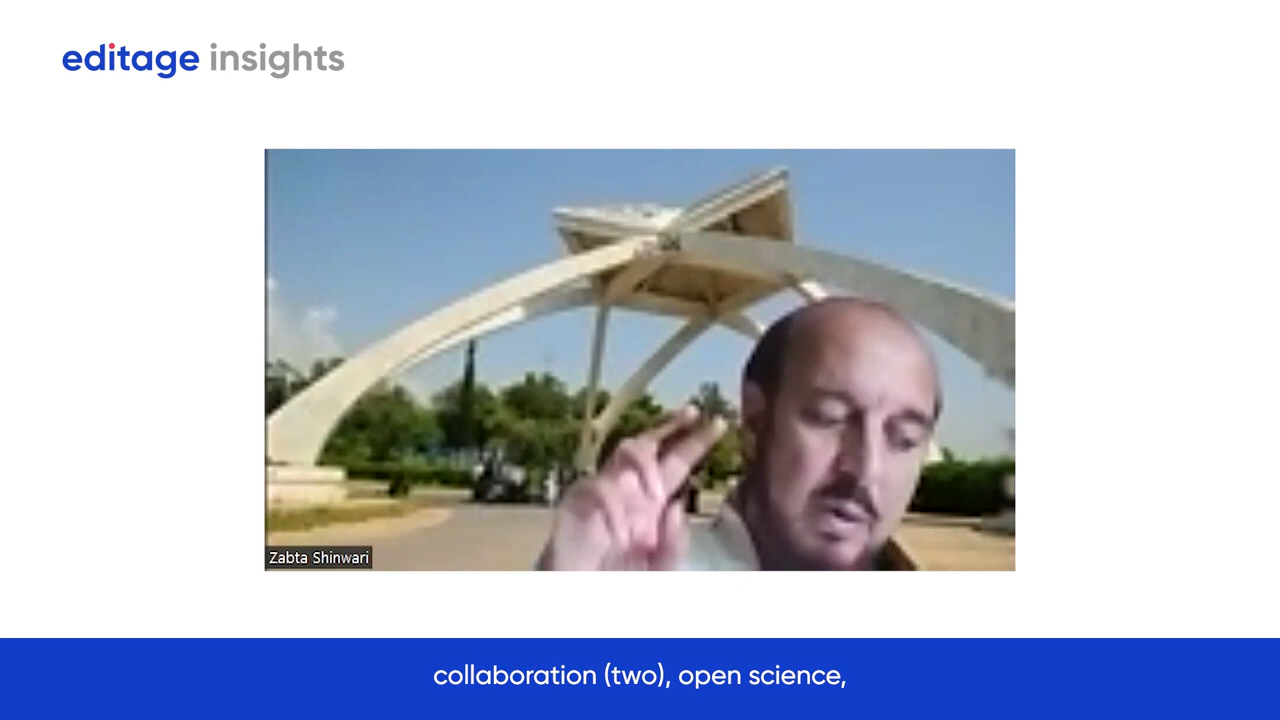 editage insights
Zabta Shinwari
collaboration (two), open science,